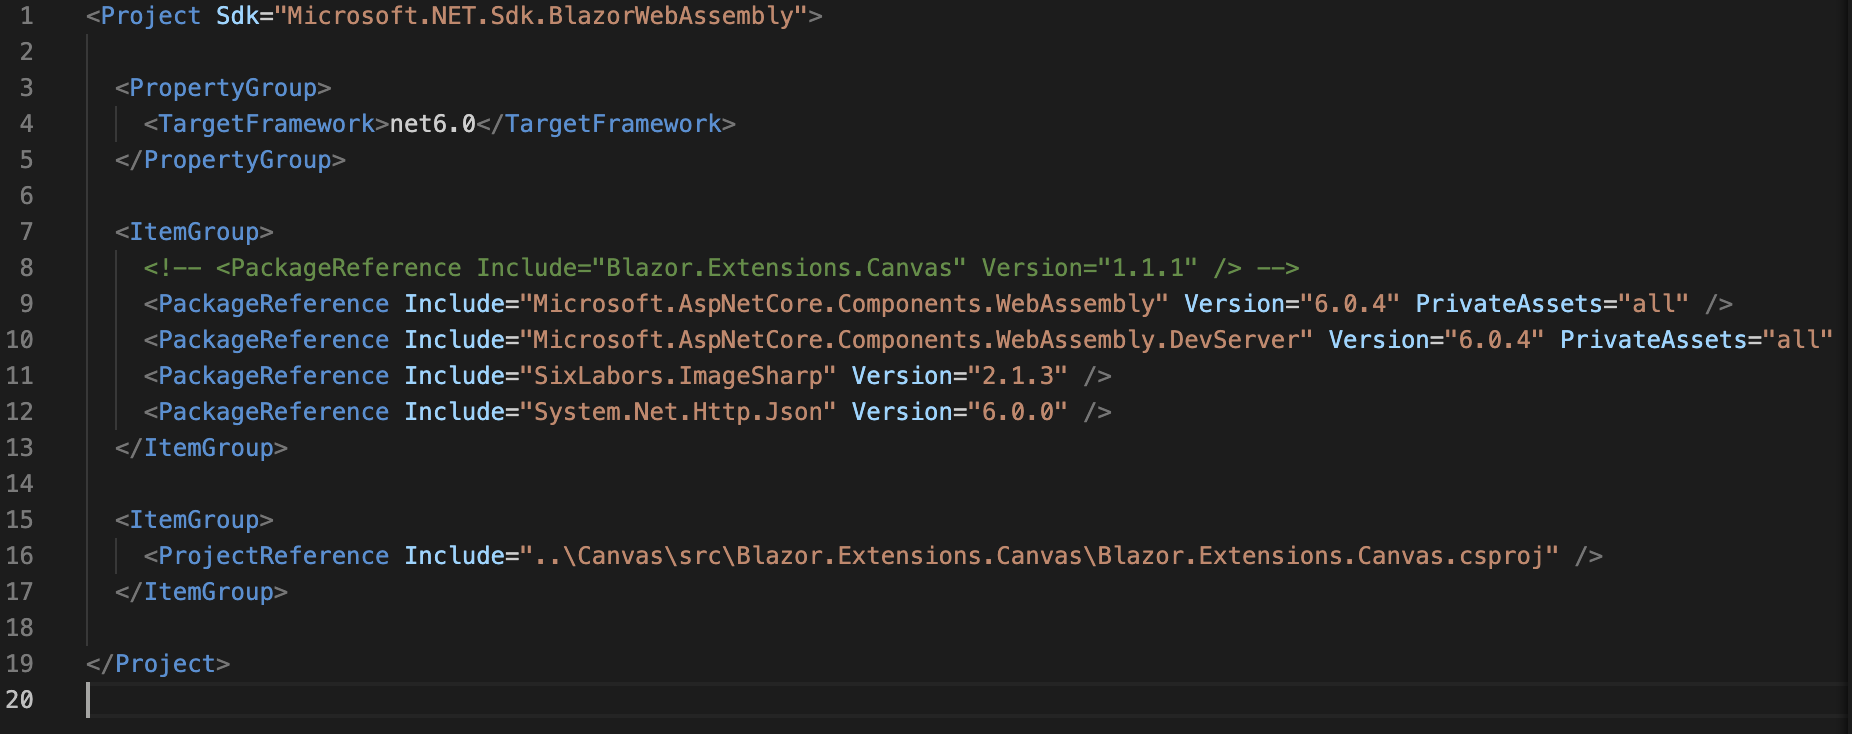 1 <Project Sdk="Microsoft.NET.Sdk.BlazorWebAssembly">
2
3 <PropertyGroup>
4 <TargetFramework>net6.0</TargetFramework>
5 </PropertyGroup>
6
7 <ItemGroup>
8 <!-- <PackageReference Include="Blazor.Extensions.Canvas" Version="1.1.1" /> -->
9 <PackageReference Include="Microsoft.AspNetCore.Components.WebAssembly" Version="6.0.4" PrivateAssets="all" />
10 <PackageReference Include="Microsoft.AspNetCore.Components.WebAssembly.DevServer" Version="6.0.4" PrivateAssets="all"
11 <PackageReference Include="SixLabors.ImageSharp" Version="2.1.3" />
12 <PackageReference Include="System.Net.Http.Json" Version="6.0.0" />
13 </ItemGroup>
14
15 <ItemGroup>
16 <ProjectReference Include="..\Canvas\src\Blazor.Extensions.Canvas\Blazor.Extensions.Canvas.csproj" />
17 </ItemGroup>
18
19 </Project>
20